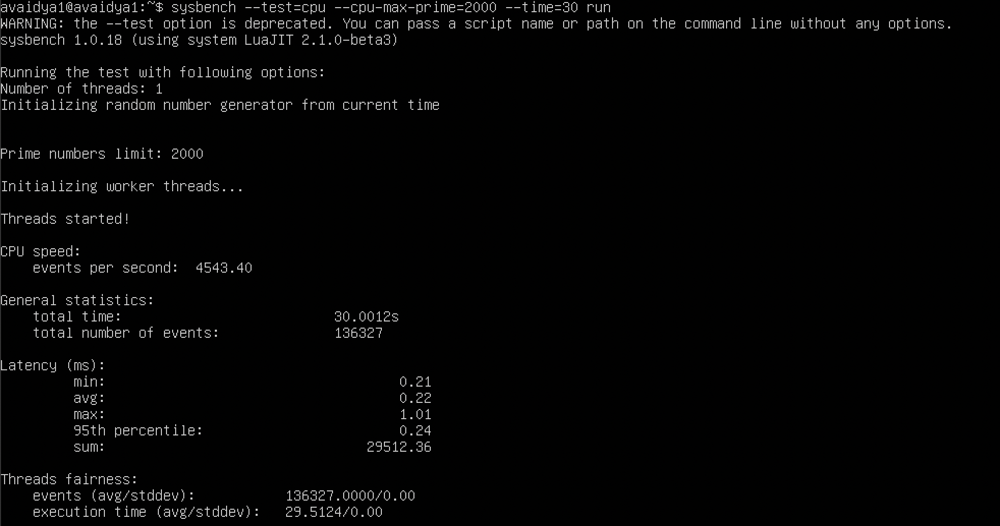 avaidya1@avaidya1:~$ sysbench --test=cpu --cpu-max-prime=2000 --time=30 run
WARNING: the --test option is deprecated. You can pass a script name or path on the command line without any options.
sysbench 1.0.18 (using system LuaJIT 2.1.0-beta3)
Running the test with following options:
Number of threads: 1
Initializing random number generator from current time
Prime numbers limit: 2000
Initializing worker threads...
Threads started!
CPU speed:
events per second: 4543.40
General statistics:
total time: 30.0012s
total number of events: 136327
Latency (ms):
min: 0.21
avg: 0.22
max: 1.01
95th percentile: 0.24
sum: 29512.36
Threads fairness:
events (avg/stddev): 136327.0000/0.00
execution time (avg/stddev): 29.5124/0.00